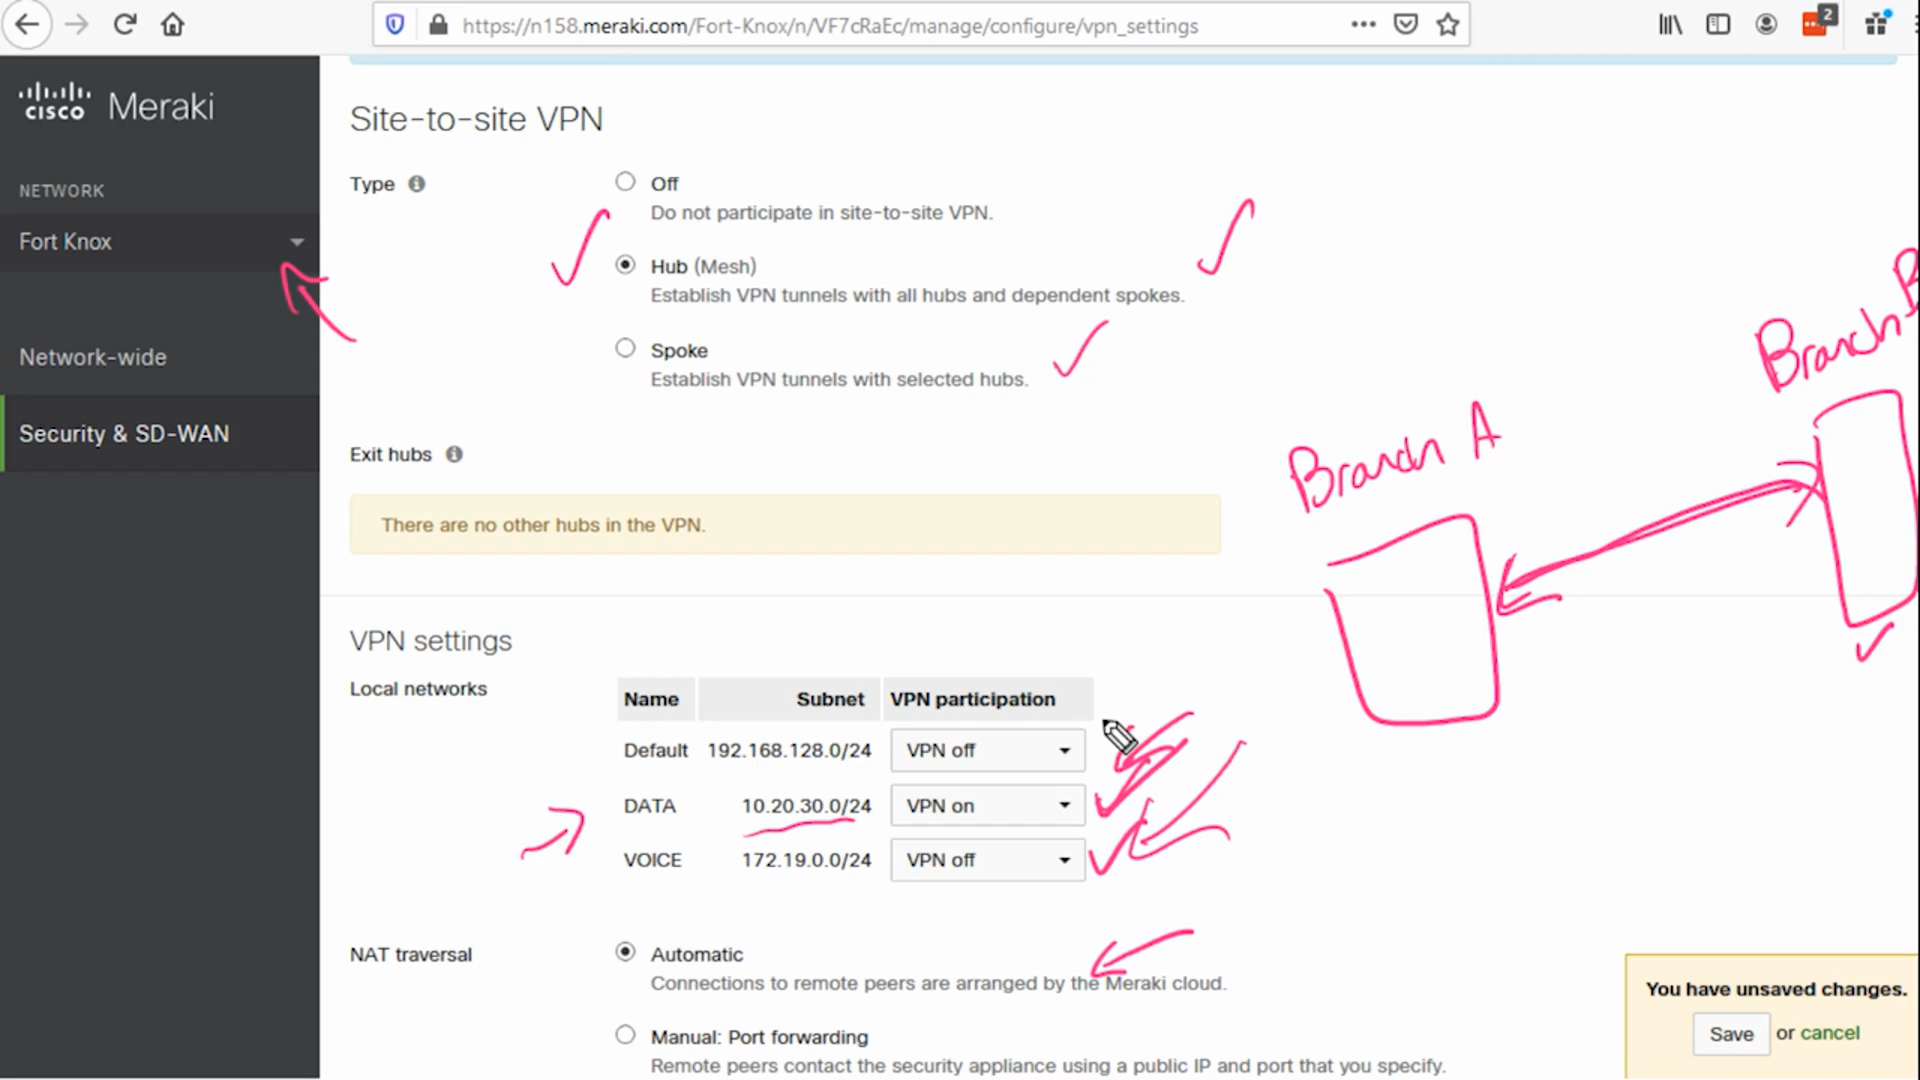 https://n158.meraki.com/Fort-Knox/n/VF7cRaEc/manage/configure/vpn_settings
2
cisco Meraki
NETWORK
Fort Knox
Network-wide
Security & SD-WAN
Site-to-site VPN
Type
Off
Do not participate in site-to-site VPN.
Hub (Mesh)
Establish VPN tunnels with all hubs and dependent spokes.
Spoke
Establish VPN tunnels with selected hubs.
Exit hubs
There are no other hubs in the VPN.
Branch A
Branch B
VPN settings
Local networks
Name Subnet VPN participation
Default 192.168.128.0/24 VPN off
DATA 10.20.30.0/24 VPN on
VOICE 172.19.0.0/24 VPN off
NAT traversal
Automatic
Connections to remote peers are arranged by the Meraki cloud.
Manual: Port forwarding
Remote peers contact the security appliance using a public IP and port that you specify.
You have unsaved changes.
Save or cancel